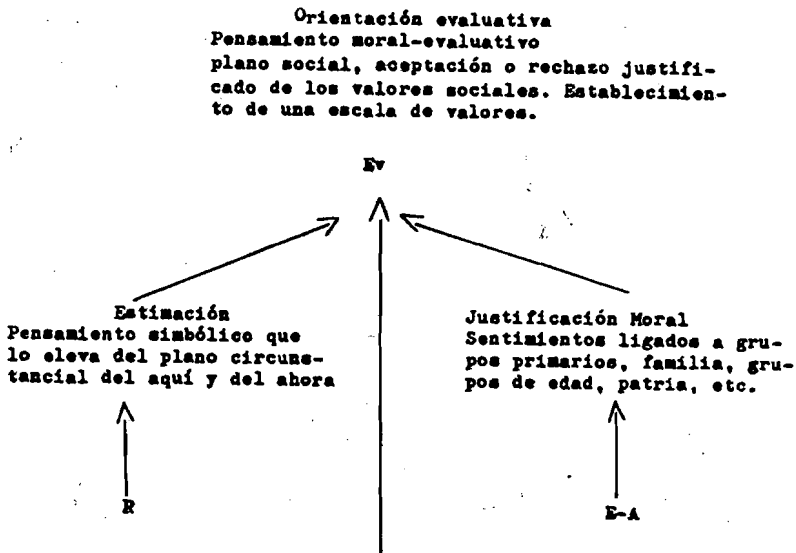 Orientación evaluativa
Pensamiento moral-evaluativo
plano social, aceptación o rechazo justifi-
cado de los valores sociales. Establecimien-
to de una escala de valores.
Ev
Estimación
Pensamiento simbólico que
lo eleva del plano circuns-
tancial del aquí y del ahora
Justificación Moral
Sentimientos ligados a gru-
pos primarios, familia, gru-
pos de edad, patria, etc.
R
E-A